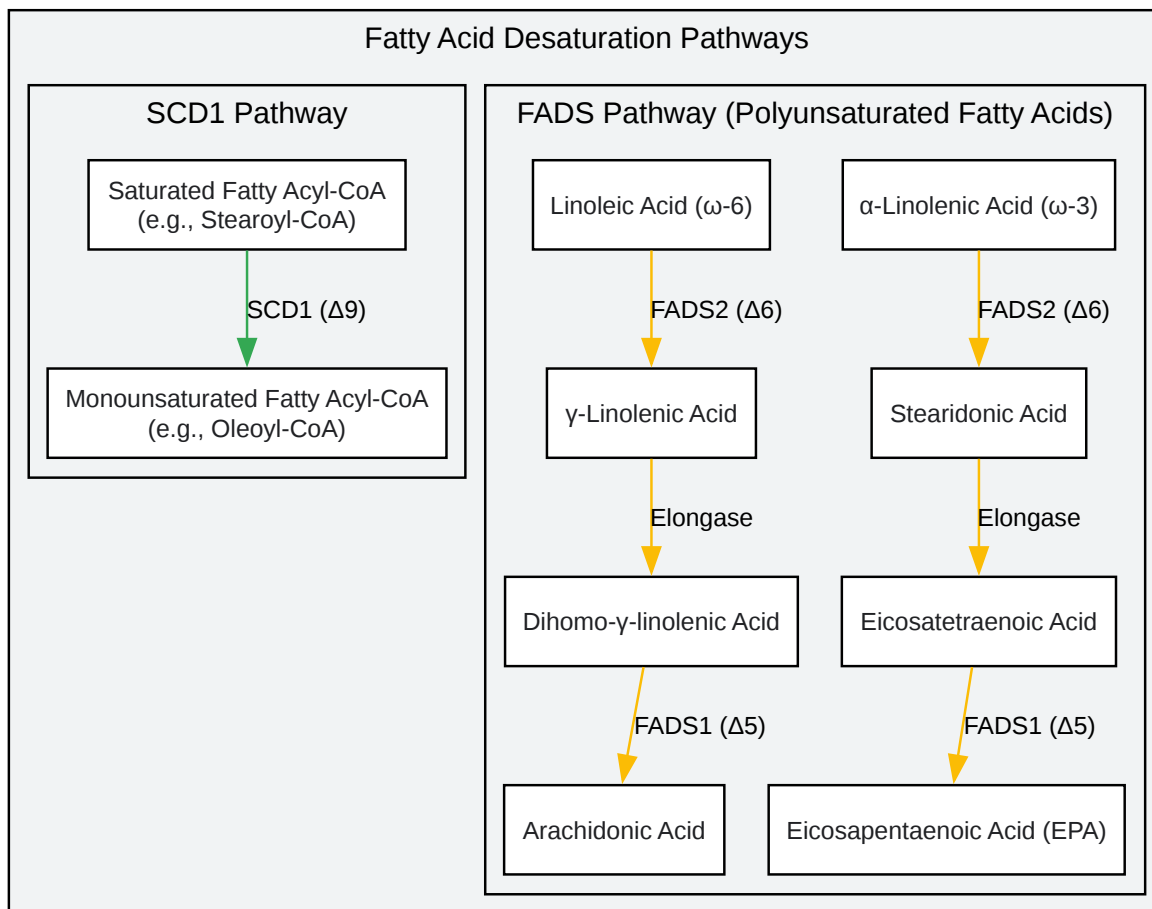 Fatty Acid Desaturation Pathways
SCD1 Pathway
Saturated Fatty Acyl-CoA
(e.g., Stearoyl-CoA)
SCD1 (Δ9)
Monounsaturated Fatty Acyl-CoA
(e.g., Oleoyl-CoA)
FADS Pathway (Polyunsaturated Fatty Acids)
Linoleic Acid (ω-6)
FADS2 (Δ6)
γ-Linolenic Acid
Elongase
Dihomo-γ-linolenic Acid
FADS1 (Δ5)
Arachidonic Acid
α-Linolenic Acid (ω-3)
FADS2 (Δ6)
Stearidonic Acid
Elongase
Eicosatetraenoic Acid
FADS1 (Δ5)
Eicosapentaenoic Acid (EPA)